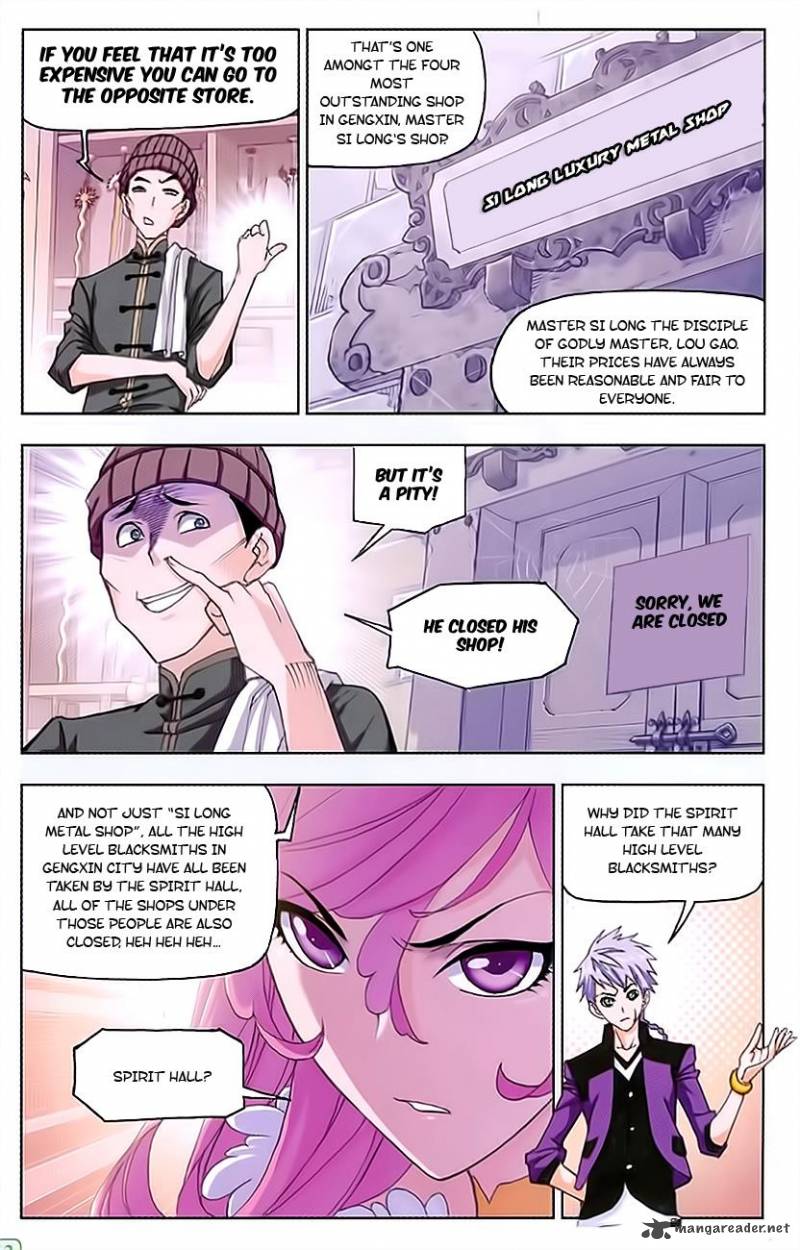 IF YOU FEEL THAT IT'S TOO
EXPENSIVE YOU CAN GO TO
THE OPPOSITE STORE.
THAT'S ONE
AMONGST THE FOUR
MOST
OUTSTANDING SHOP
IN GENGXIN, MASTER
SI LONG'S SHOP.
SI LONG LUXURY METAL SHOP
MASTER SI LONG THE DISCIPLE
OF GODLY MASTER, LOU GAO.
THEIR PRICES HAVE ALWAYS
BEEN REASONABLE AND FAIR TO
EVERYONE.
BUT IT'S
A PITY!
HE CLOSED HIS
SHOP!
SORRY, WE
ARE CLOSED
AND NOT JUST "SI LONG
METAL SHOP", ALL THE HIGH
LEVEL BLACKSMITHS IN
GENGXIN CITY HAVE ALL BEEN
TAKEN BY THE SPIRIT HALL,
ALL OF THE SHOPS UNDER
THOSE PEOPLE ARE ALSO
CLOSED, HEH HEH HEH...
SPIRIT HALL?
WHY DID THE SPIRIT
HALL TAKE THAT MANY
HIGH LEVEL
BLACKSMITHS?
mangareader.net